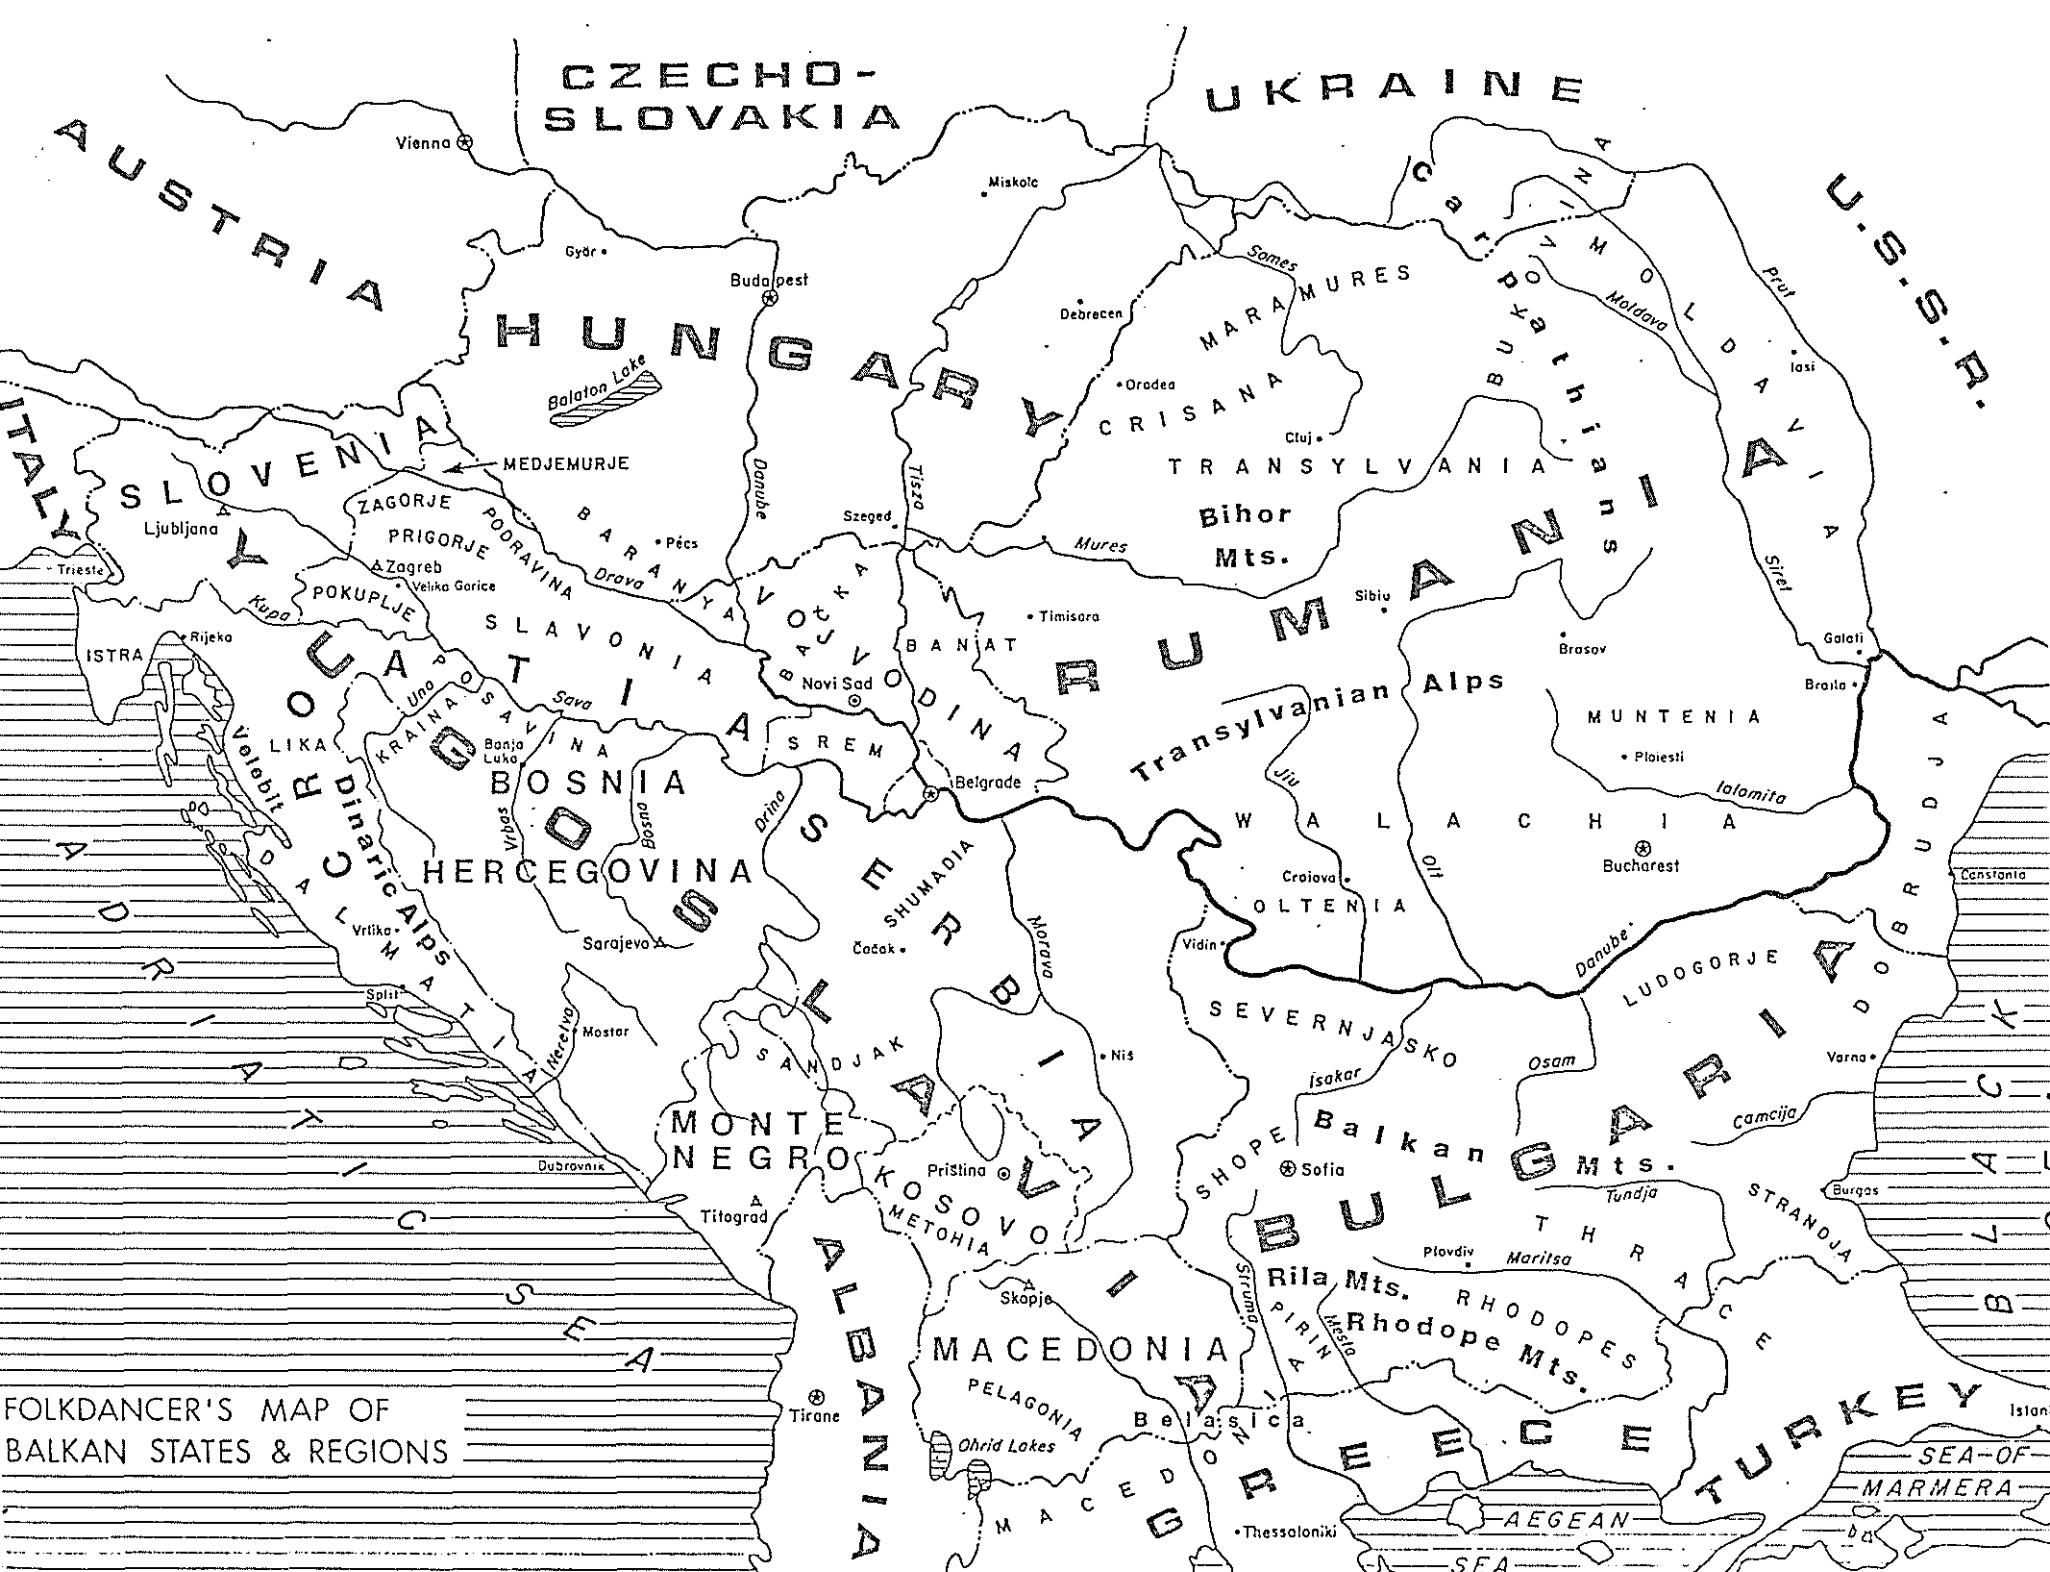 CZECHO-
SLOVAKIA
UKRAINE
U.S.S.R.
AUSTRIA
Vienna
Miskolc
Györ
Budapest
HUNGARY
Balaton Lake
Debrecen
Danube
Tisza
Szeged
Pécs
BARANYA
Drava
ITALY
SLOVENIA
Ljubljana
MEDJEMURJE
ZAGORJE
PRIGORJE
PODRAVINA
Zagreb
Velika Gorice
POKUPLJE
Kupa
Trieste
ISTRA
Rijeka
CROATIA
SLAVONIA
POSAVINA
Sava
Una
KRAINA
LIKA
Velebit
Dinaric Alps
DALMATIA
Vrlika
Split
Dubrovnik
YUGOSLAVIA
Banja
Luka
BOSNIA
HERCEGOVINA
Vrbas
Bosna
Drina
Sarajevo
Neretva
Mostar
VOJVODINA
BAČKA
BANAT
Novi Sad
SREM
Belgrade
SERBIA
SHUMADIA
Čačak
Morava
Niš
SANDJAK
MONTE
NEGRO
Titograd
KOSOVO
METOHIA
Priština
Skopje
MACEDONIA
PELAGONIA
Ohrid Lakes
ALBANIA
Tirane
ADRIATIC SEA
RUMANIA
Carpathians
BUKOVINA
MOLDAVIA
Moldava
Prut
Iasi
Siret
Somes
MARAMURES
CRISANA
Oradea
Cluj
TRANSYLVANIA
Bihor
Mts.
Mures
Timisara
Sibiu
Brasov
Transylvanian Alps
Galati
Braila
MUNTENIA
Ploiesti
Ialomita
WALACHIA
Jiu
Olt
Bucharest
Craiova
OLTENIA
DOBRUDJA
Constanta
Danube
Vidin
SEVERNJASKO
LUDOGORJE
Isakar
Osam
Varna
Camcija
BULGARIA
Balkan Mts.
SHOPE
Sofia
Tundja
Burgas
STRANDJA
THRACE
Plovdiv
Maritsa
Struma
Rila Mts.
PIRIN
Mesta
RHODOPES
Rhodope Mts.
Belasica
MACEDONIA
GREECE
Thessaloniki
AEGEAN
SEA
TURKEY
SEA-OF
MARMERA
BLACK
FOLKDANCER'S MAP OF
BALKAN STATES & REGIONS